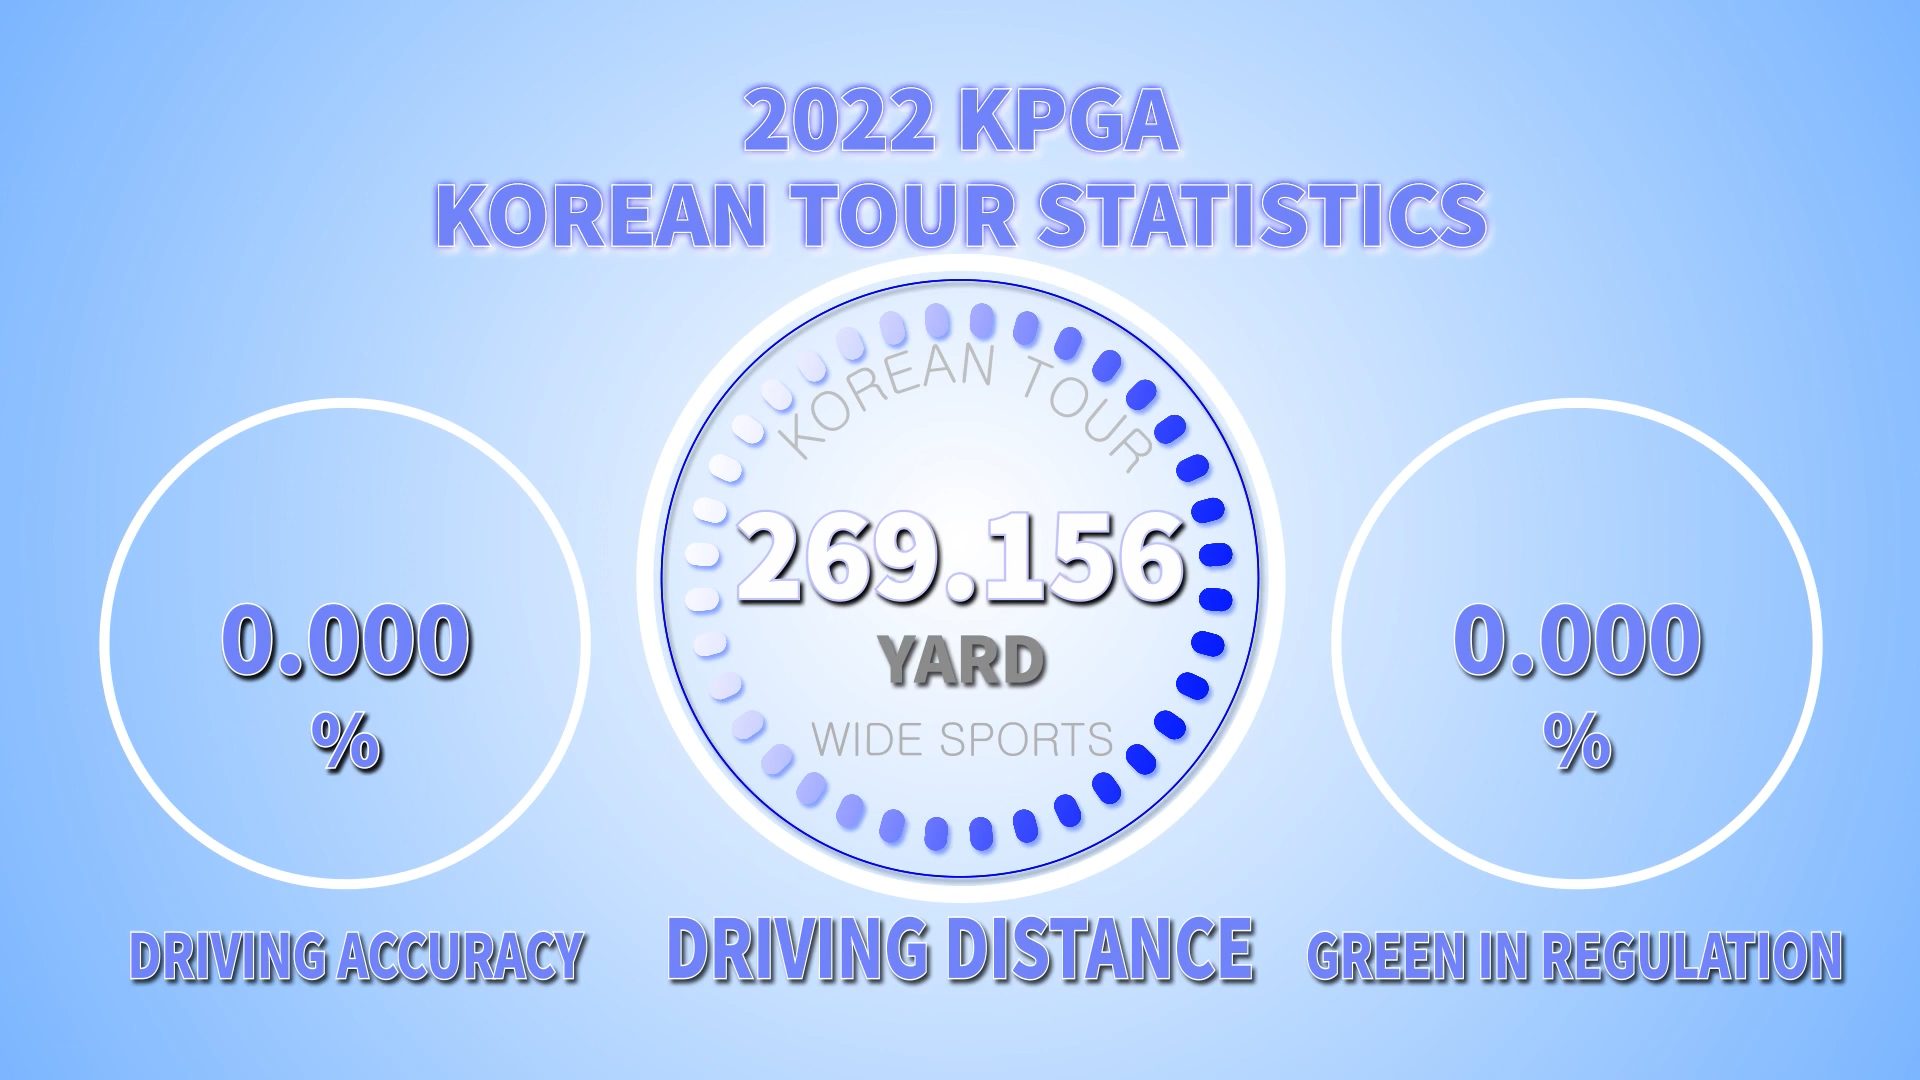 2022 KPGA
KOREAN TOUR STATISTICS
KOREAN TOUR
269.156
YARD
WIDE SPORTS
0.000
%
0.000
%
DRIVING ACCURACY
DRIVING DISTANCE
GREEN IN REGULATION